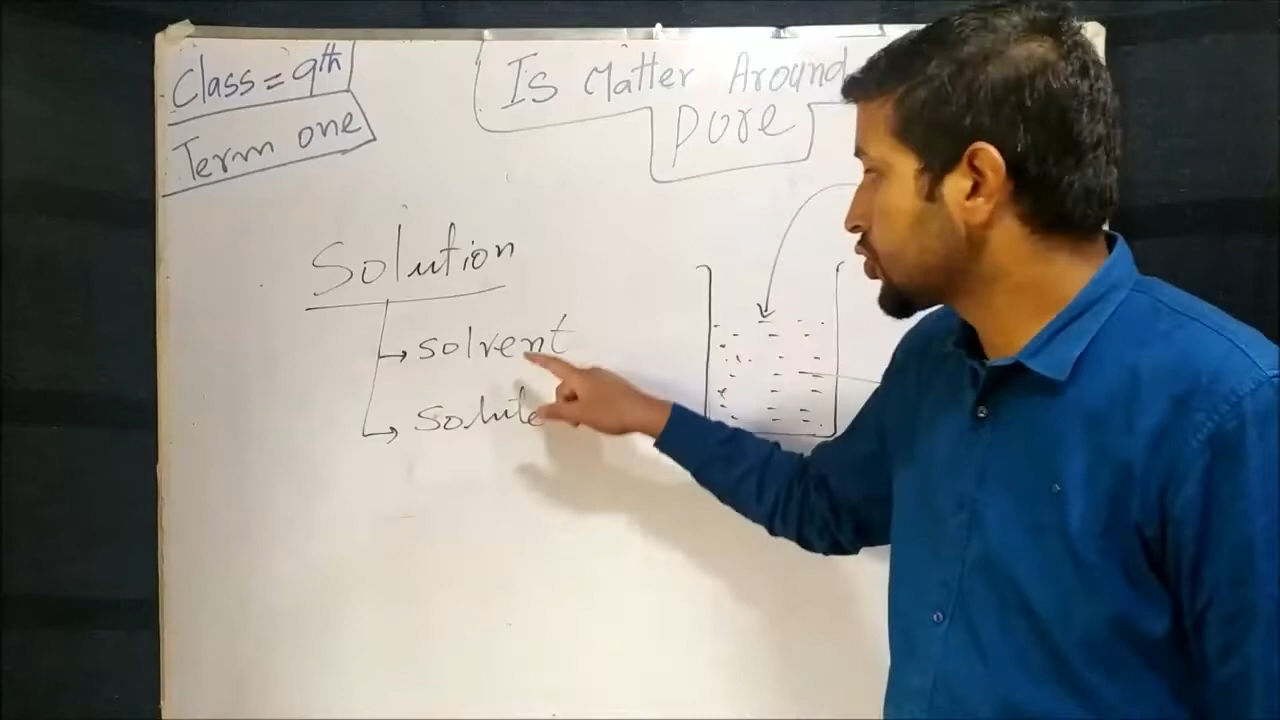 Class = 9th
Term one
Is Matter Around
pure
Solution
solvent
Solute